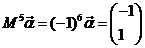 M⁵α⃗ = (−1)⁶α⃗ = (−1
1)